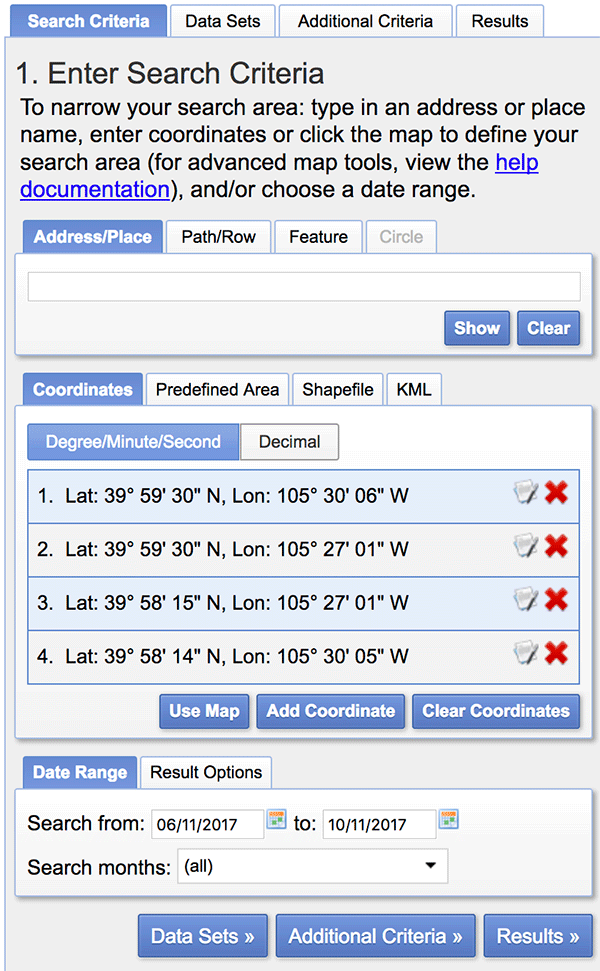 Search Criteria Data Sets Additional Criteria Results
1. Enter Search Criteria
To narrow your search area: type in an address or place
name, enter coordinates or click the map to define your
search area (for advanced map tools, view the help
documentation), and/or choose a date range.
Address/Place Path/Row Feature Circle
Show Clear
Coordinates Predefined Area Shapefile KML
Degree/Minute/Second Decimal
1. Lat: 39° 59' 30" N, Lon: 105° 30' 06" W
2. Lat: 39° 59' 30" N, Lon: 105° 27' 01" W
3. Lat: 39° 58' 15" N, Lon: 105° 27' 01" W
4. Lat: 39° 58' 14" N, Lon: 105° 30' 05" W
Use Map Add Coordinate Clear Coordinates
Date Range Result Options
Search from: 06/11/2017 to: 10/11/2017
Search months: (all)
Data Sets » Additional Criteria » Results »